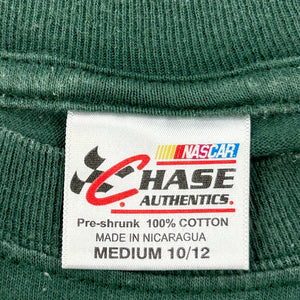 NASCAR
CHASE
AUTHENTICS.
Pre-shrunk 100% COTTON
MADE IN NICARAGUA
MEDIUM 10/12